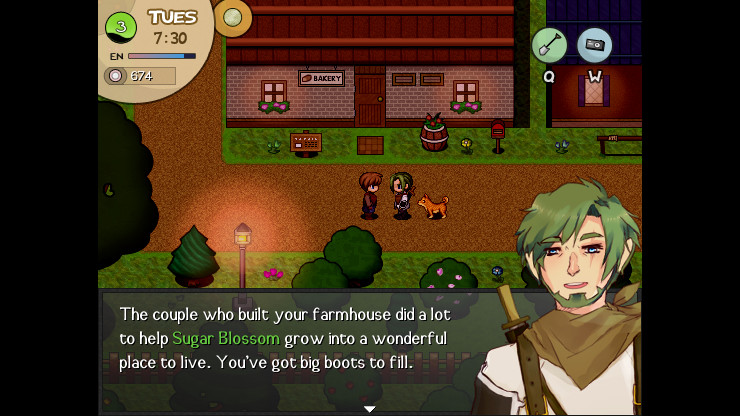 3
TUES
7:30
EN
674
BAKERY
Q
W
The couple who built your farmhouse did a lot
to help Sugar Blossom grow into a wonderful
place to live. You've got big boots to fill.